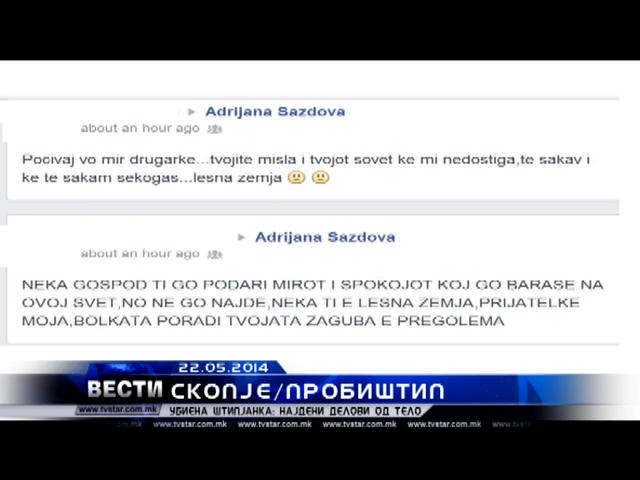 Adrijana Sazdova
about an hour ago
Pocivaj vo mir drugarke...tvojite misla i tvojot sovet ke mi nedostiga,te sakav i
ke te sakam sekogas...lesna zemja
Adrijana Sazdova
about an hour ago
NEKA GOSPOD TI GO PODARI MIROT I SPOKOJOT KOJ GO BARASE NA
OVOJ SVET,NO NE GO NAJDE,NEKA TI E LESNA ZEMJA,PRIJATELKE
MOJA,BOLKATA PORADI TVOJATA ZAGUBA E PREGOLEMA
22.05.2014
ВЕСТИ СКОПЈЕ/ПРОБИШТИП
www.tvstar.com.mk УБИЕНА ШТИПЈАНКА: НАЈДЕНИ ДЕЛОВИ ОД ТЕЛО
www.tvstar.com.mk www.tvstar.com.mk www.tvstar.com.mk www.tvstar.com.mk www.tvstar.com.mk